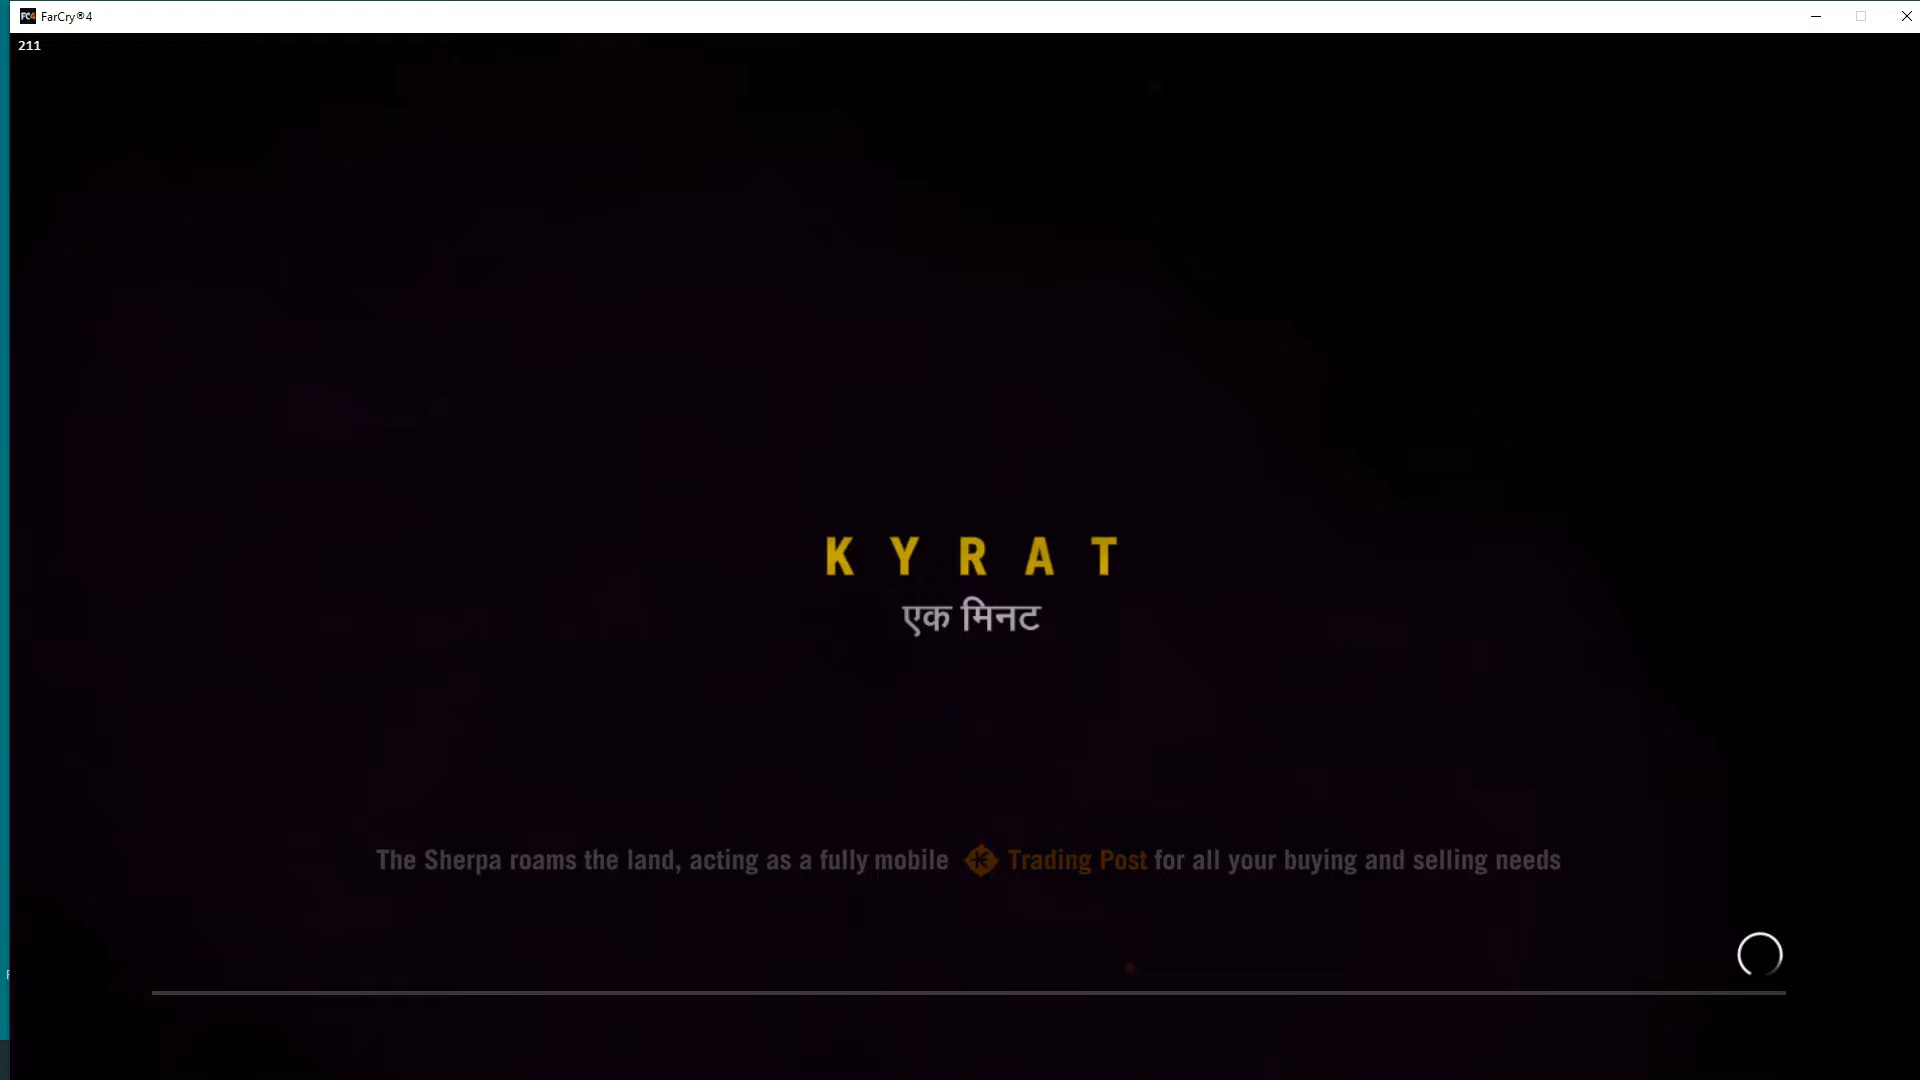 FarCry®4
211
K Y R A T
एक मिनट
The Sherpa roams the land, acting as a fully mobile Trading Post for all your buying and selling needs